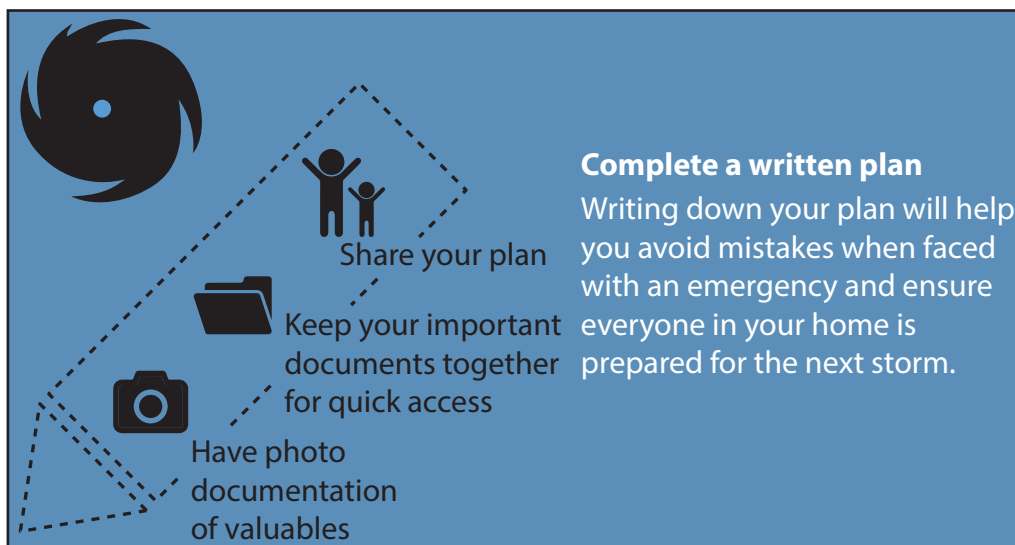 Share your plan
Keep your important
documents together
for quick access
Have photo
documentation
of valuables
Complete a written plan
Writing down your plan will help
you avoid mistakes when faced
with an emergency and ensure
everyone in your home is
prepared for the next storm.